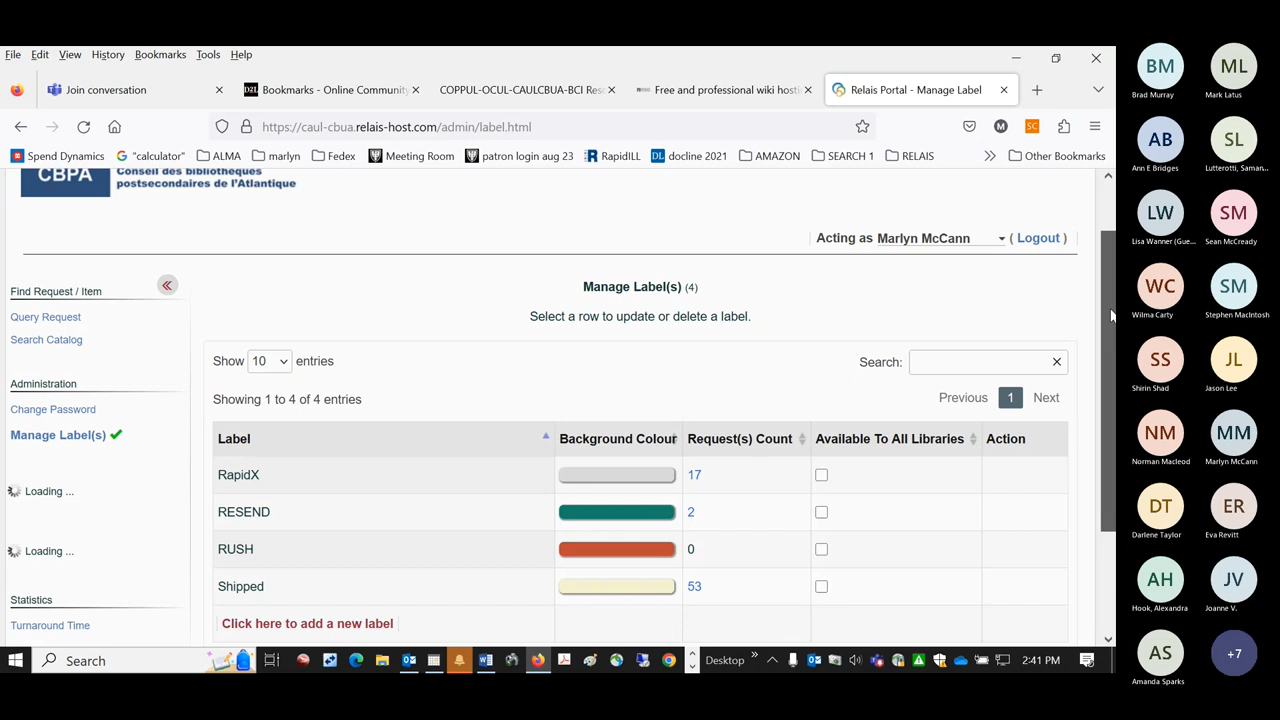 File Edit View History Bookmarks Tools Help
Join conversation
Bookmarks - Online Community
COPPUL-OCUL-CAULCBUA-BCI Res
Free and professional wiki hosti
Relais Portal - Manage Label
https://caul-cbua.relais-host.com/admin/label.html
Spend Dynamics
"calculator"
ALMA
marlyn
Fedex
Meeting Room
patron login aug 23
RapidILL
docline 2021
AMAZON
SEARCH 1
RELAIS
Other Bookmarks
CBPA
Conseil des bibliothèques
postsecondaires de l'Atlantique
Acting as Marlyn McCann ( Logout )
Find Request / Item
Query Request
Search Catalog
Administration
Change Password
Manage Label(s)
Loading ...
Loading ...
Statistics
Turnaround Time
Manage Label(s) (4)
Select a row to update or delete a label.
Show 10 entries
Search:
Showing 1 to 4 of 4 entries
Previous 1 Next
Label Background Colour Request(s) Count Available To All Libraries Action
RapidX 17
RESEND 2
RUSH 0
Shipped 53
Click here to add a new label
Search
Desktop
2:41 PM
BM
Brad Murray
ML
Mark Latus
AB
Ann E Bridges
SL
Lutterotti, Saman...
LW
Lisa Wanner (Gue...
SM
Sean McCready
WC
Wilma Carty
SM
Stephen MacIntosh
SS
Shirin Shad
JL
Jason Lee
NM
Norman Macleod
MM
Marlyn McCann
DT
Darlene Taylor
ER
Eva Revitt
AH
Hook, Alexandra
JV
Joanne V.
AS
Amanda Sparks
+7